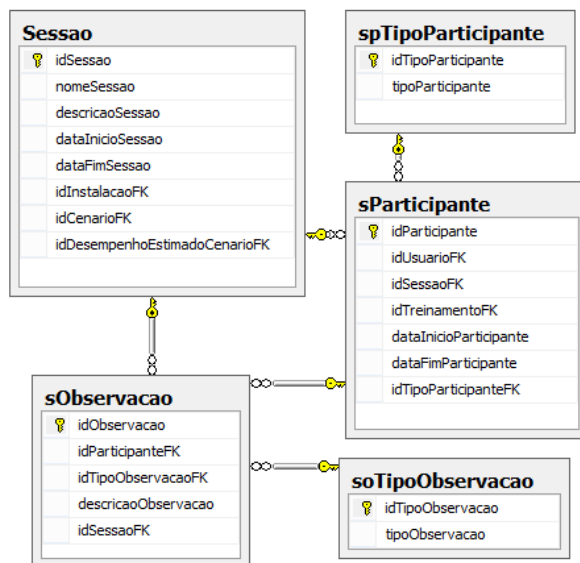 Sessao
idSessao
nomeSessao
descricaoSessao
dataInicioSessao
dataFimSessao
idInstalacaoFK
idCenarioFK
idDesempenhoEstimadoCenarioFK
spTipoParticipante
idTipoParticipante
tipoParticipante
sParticipante
idParticipante
idUsuarioFK
idSessaoFK
idTreinamentoFK
dataInicioParticipante
dataFimParticipante
idTipoParticipanteFK
sObservacao
idObservacao
idParticipanteFK
idTipoObservacaoFK
descricaoObservacao
idSessaoFK
soTipoObservacao
idTipoObservacao
tipoObservacao